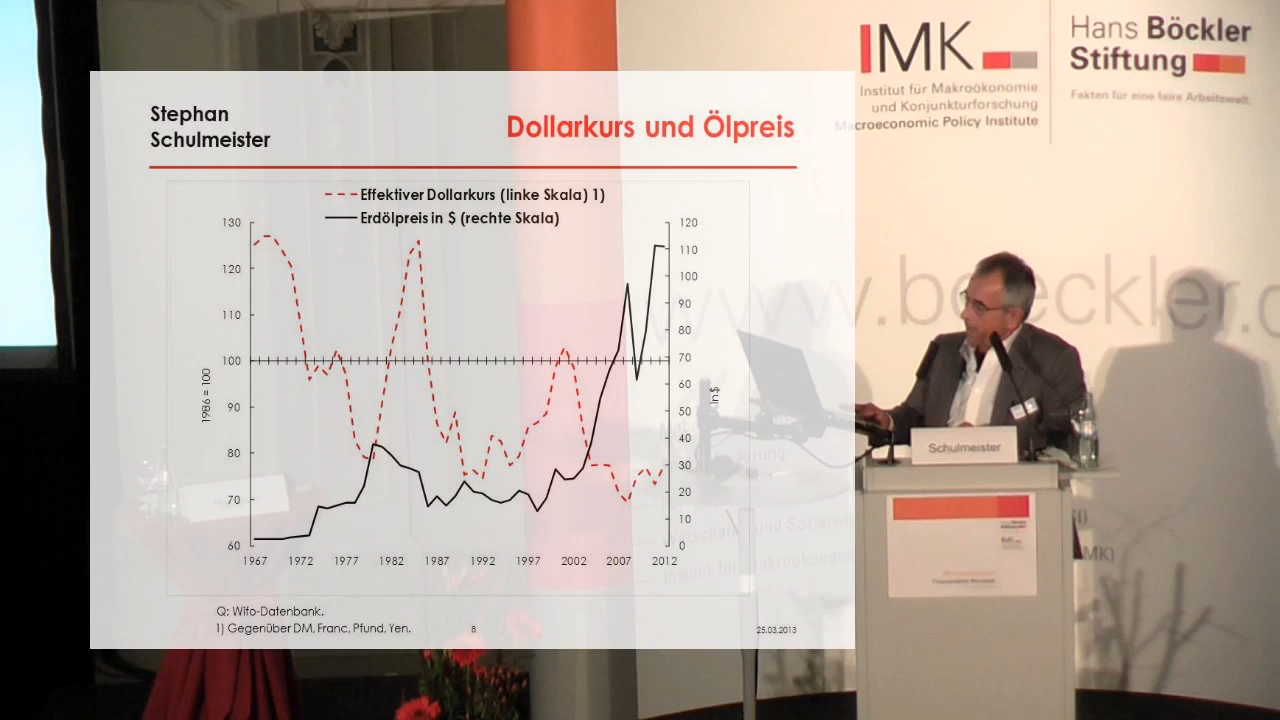 Stephan
Schulmeister
Dollarkurs und Ölpreis
Effektiver Dollarkurs (linke Skala) 1)
Erdölpreis in $ (rechte Skala)
130
120
110
100
90
80
70
60
1986 = 100
120
110
100
90
80
70
60
50
40
30
20
10
0
In $
1967
1972
1977
1982
1987
1992
1997
2002
2007
2012
Q: Wifo-Datenbank.
1) Gegenüber DM, Franc, Pfund, Yen.
8
25.03.2013
IMK
Institut für Makroökonomie
und Konjunkturforschung
Macroeconomic Policy Institute
Hans Böckler
Stiftung
Fakten für eine faire Arbeitswelt.
Schulmeister